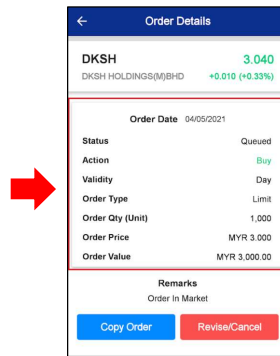 Order Details
DKSH 3.040
DKSH HOLDINGS(M)BHD +0.010 (+0.33%)
Order Date 04/05/2021
Status Queued
Action Buy
Validity Day
Order Type Limit
Order Qty (Unit) 1,000
Order Price MYR 3.000
Order Value MYR 3,000.00
Remarks
Order In Market
Copy Order Revise/Cancel